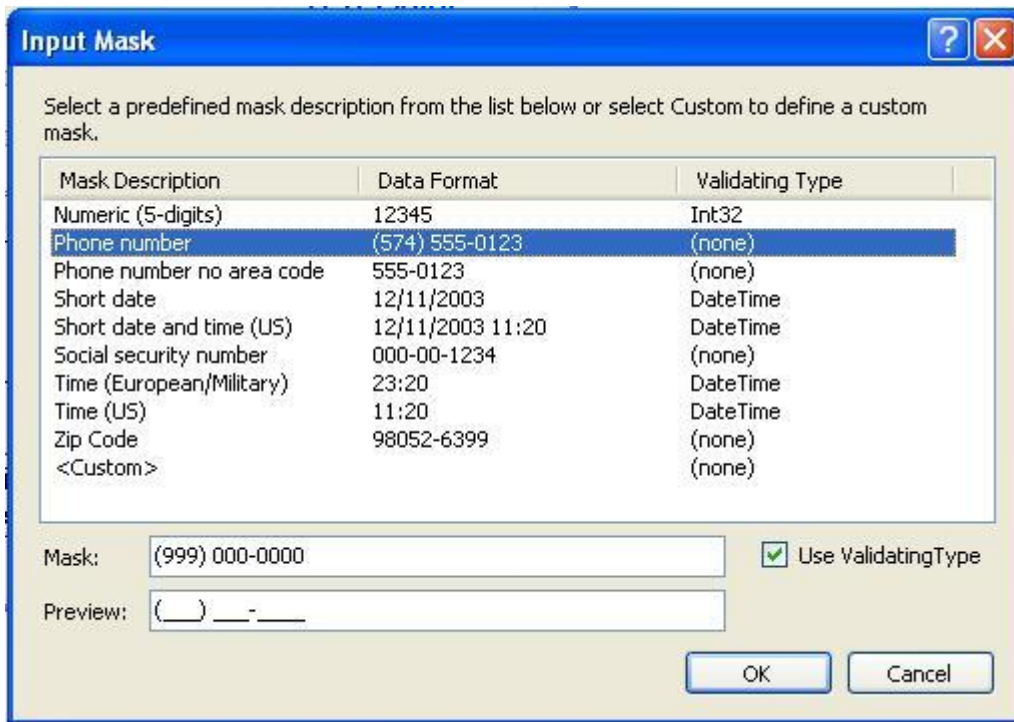 Input Mask
Select a predefined mask description from the list below or select Custom to define a custom
mask.
Mask Description Data Format Validating Type
Numeric (5-digits) 12345 Int32
Phone number (574) 555-0123 (none)
Phone number no area code 555-0123 (none)
Short date 12/11/2003 DateTime
Short date and time (US) 12/11/2003 11:20 DateTime
Social security number 000-00-1234 (none)
Time (European/Military) 23:20 DateTime
Time (US) 11:20 DateTime
Zip Code 98052-6399 (none)
<Custom> (none)
Mask: (999) 000-0000 Use ValidatingType
Preview: (___) ___-____
OK Cancel